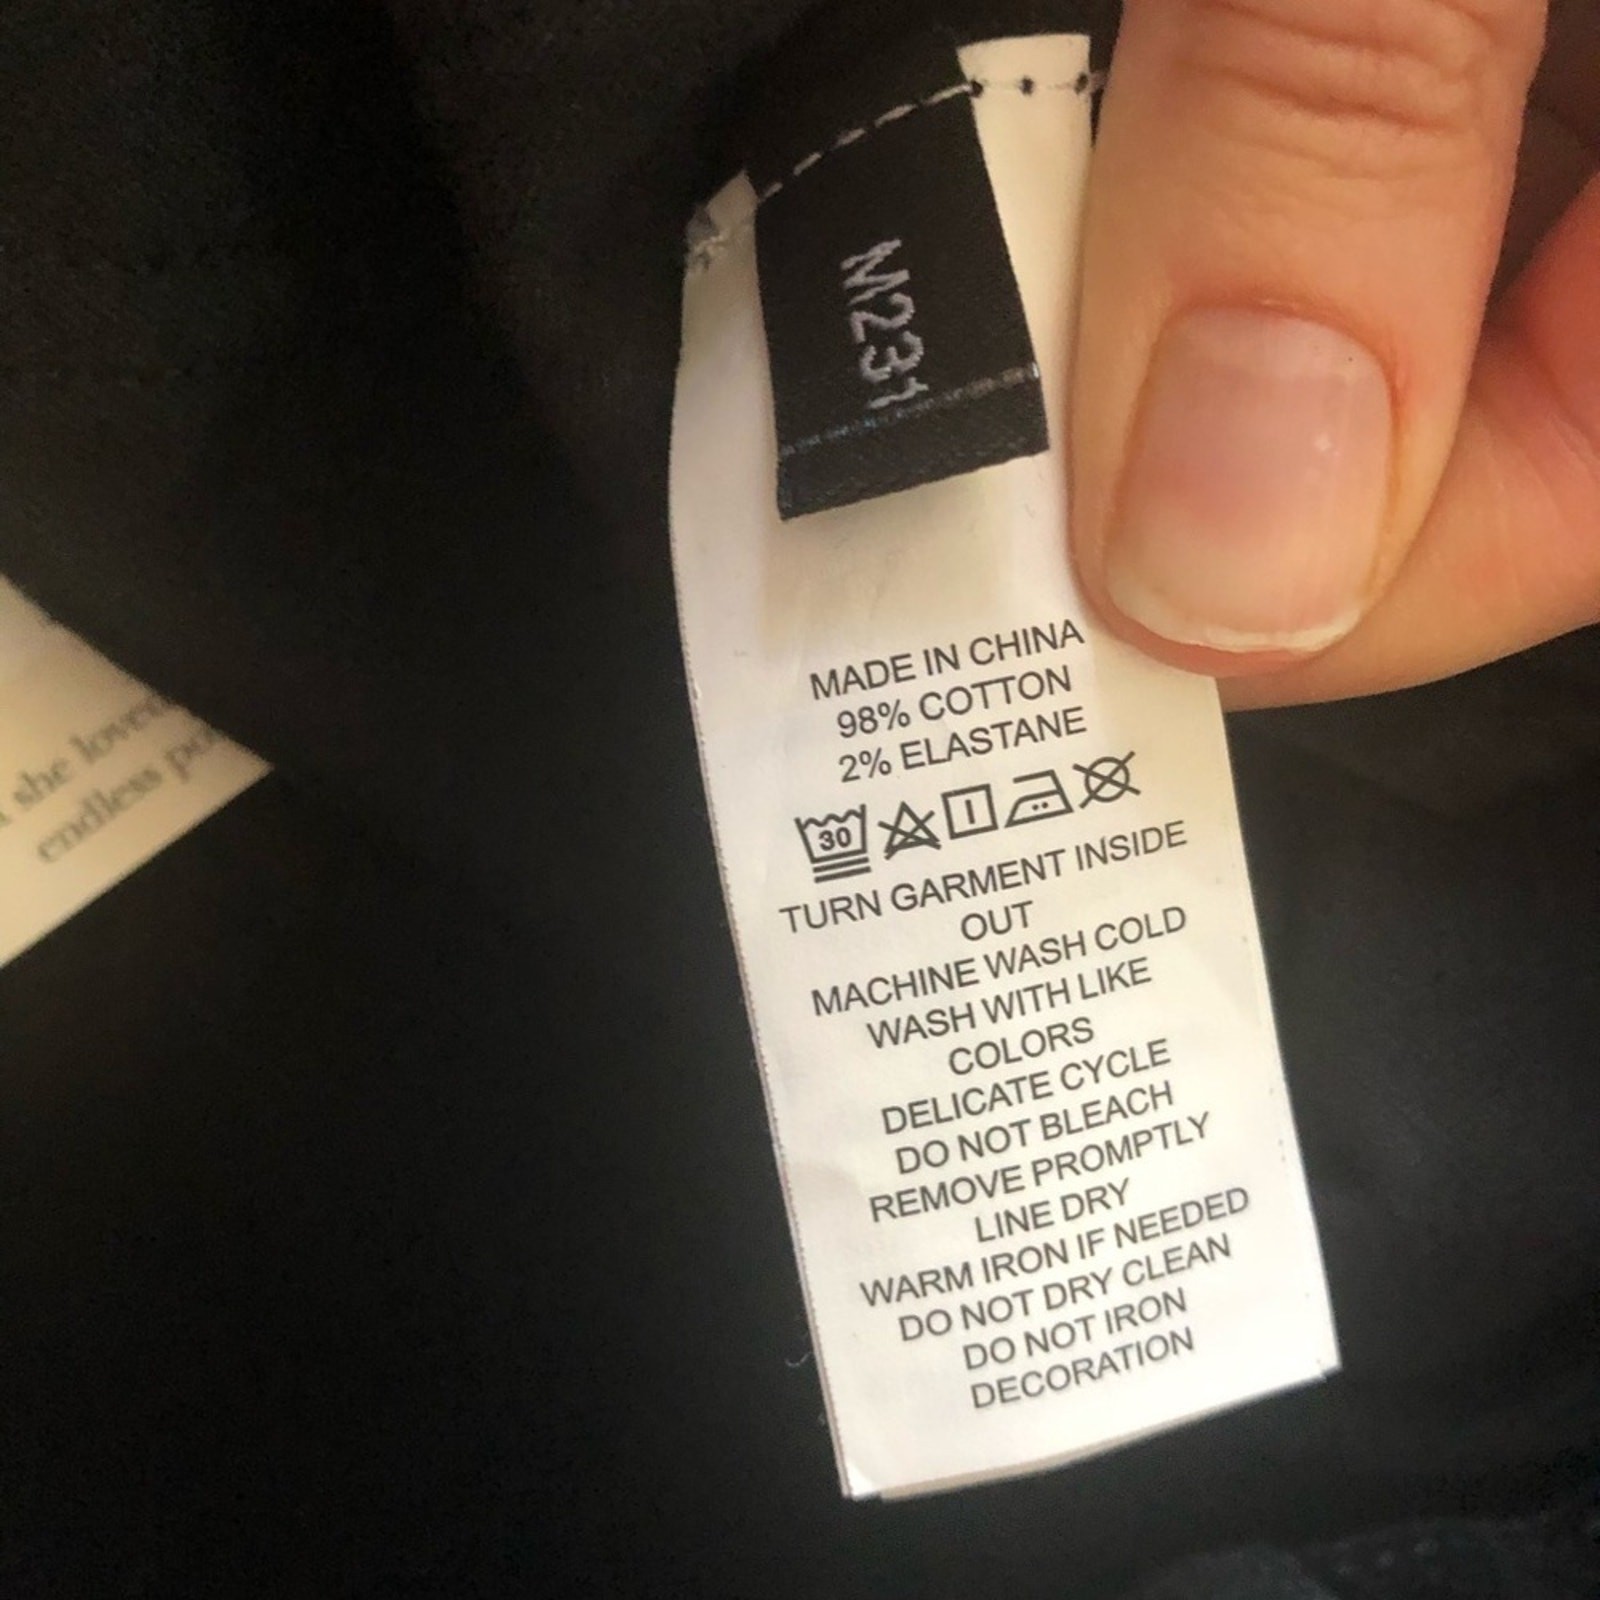 M231
MADE IN CHINA
98% COTTON
2% ELASTANE
30
TURN GARMENT INSIDE
OUT
MACHINE WASH COLD
WASH WITH LIKE
COLORS
DELICATE CYCLE
DO NOT BLEACH
REMOVE PROMPTLY
LINE DRY
WARM IRON IF NEEDED
DO NOT DRY CLEAN
DO NOT IRON
DECORATION
she
endless